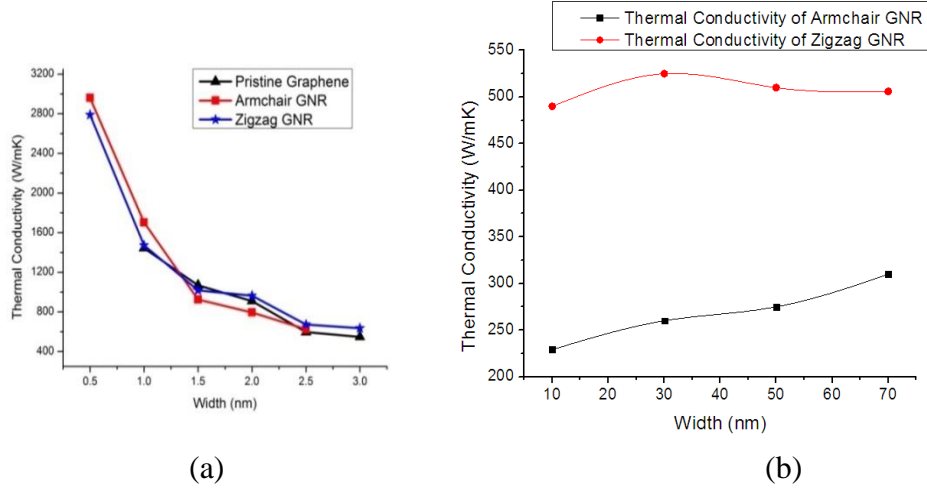 Thermal Conductivity (W/mK)
3200
2800
2400
2000
1600
1200
800
400
0.5 1.0 1.5 2.0 2.5 3.0
Width (nm)
Pristine Graphene
Armchair GNR
Zigzag GNR
(a)
Thermal Conductivity of Armchair GNR
Thermal Conductivity of Zigzag GNR
Thermal Conductivity (W/mK)
550
500
450
400
350
300
250
200
10 20 30 40 50 60 70
Width (nm)
(b)